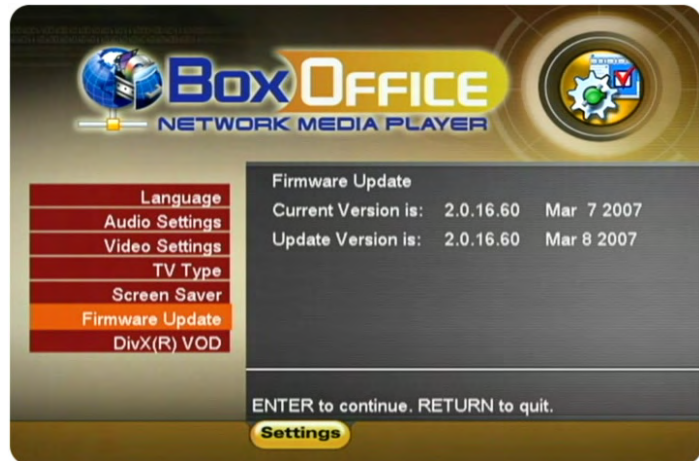 BOX OFFICE
NETWORK MEDIA PLAYER
Language
Audio Settings
Video Settings
TV Type
Screen Saver
Firmware Update
DivX(R) VOD
Firmware Update
Current Version is: 2.0.16.60 Mar 7 2007
Update Version is: 2.0.16.60 Mar 8 2007
ENTER to continue. RETURN to quit.
Settings